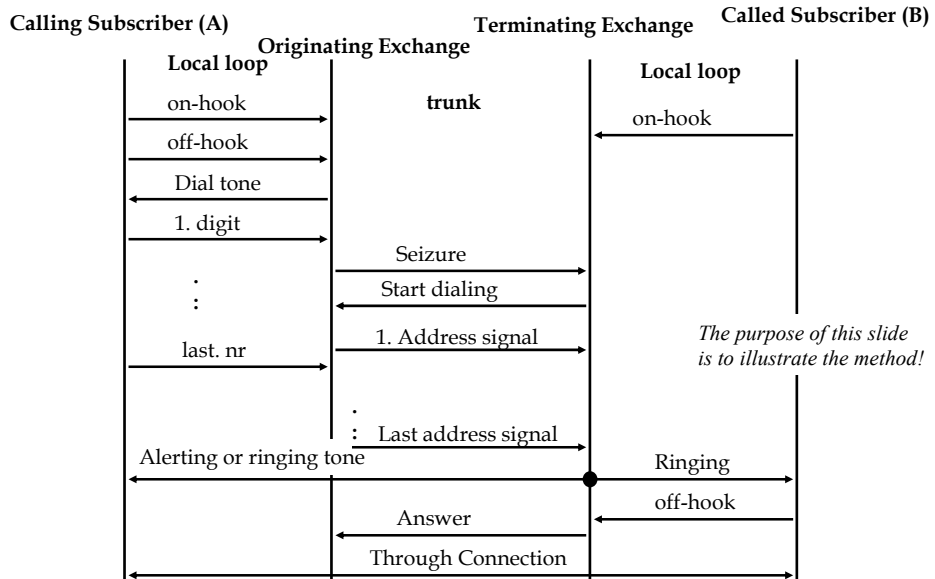 Calling Subscriber (A)
Originating Exchange
Terminating Exchange
Called Subscriber (B)
Local loop
trunk
Local loop
on-hook
on-hook
off-hook
Dial tone
1. digit
Seizure
Start dialing
1. Address signal
last. nr
The purpose of this slide
is to illustrate the method!
Last address signal
Alerting or ringing tone
Ringing
off-hook
Answer
Through Connection